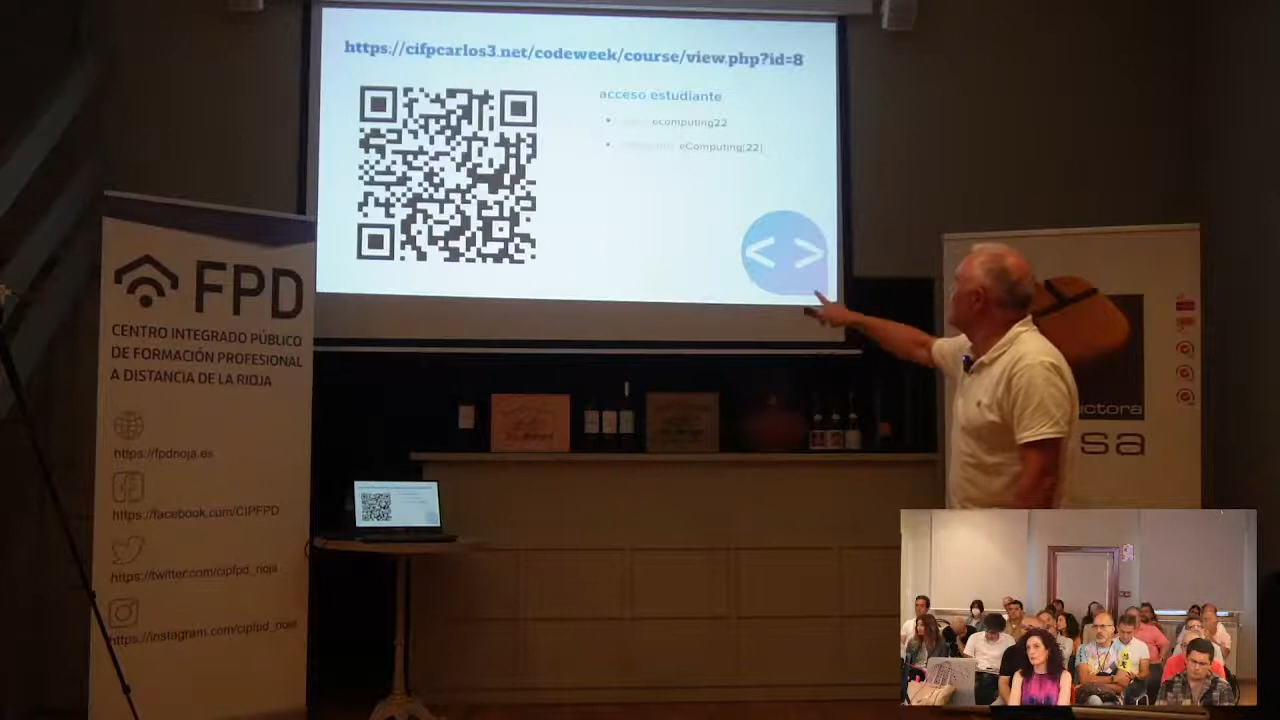 https://cifpcarlos3.net/codeweek/course/view.php?id=8
acceso estudiante
ecomputing22
eComputing[22]
< >
FPD
CENTRO INTEGRADO PÚBLICO
DE FORMACIÓN PROFESIONAL
A DISTANCIA DE LA RIOJA
https://fpdrioja.es
https://facebook.com/CIPFPD
https://twitter.com/cipfpd_rioja
uctora
sa